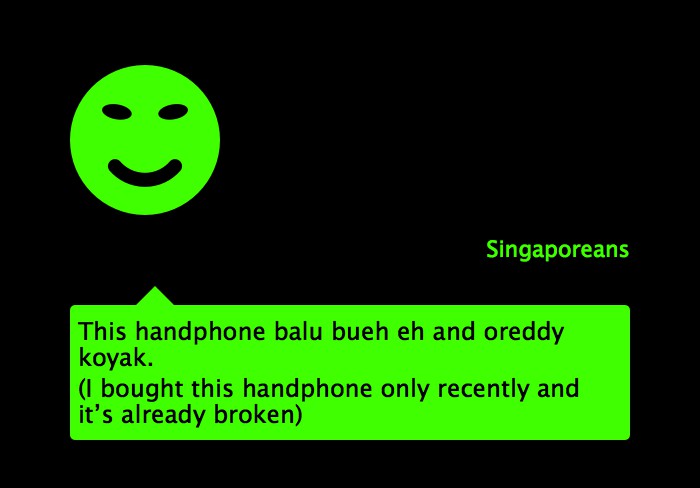 Singaporeans
This handphone balu bueh eh and oreddy
koyak.
(I bought this handphone only recently and
it’s already broken)